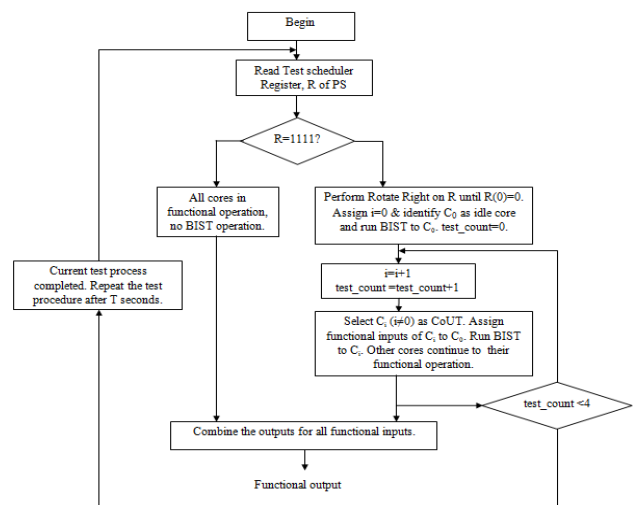 Begin
Read Test scheduler
Register, R of PS
R=1111?
All cores in
functional operation,
no BIST operation.
Perform Rotate Right on R until R(0)=0.
Assign i=0 & identify C0 as idle core
and run BIST to C0. test_count=0.
Current test process
completed. Repeat the test
procedure after T seconds.
i=i+1
test_count =test_count+1
Select Ci (i≠0) as CoUT. Assign
functional inputs of Ci to C0. Run BIST
to Ci. Other cores continue to their
functional operation.
test_count <4
Combine the outputs for all functional inputs.
Functional output